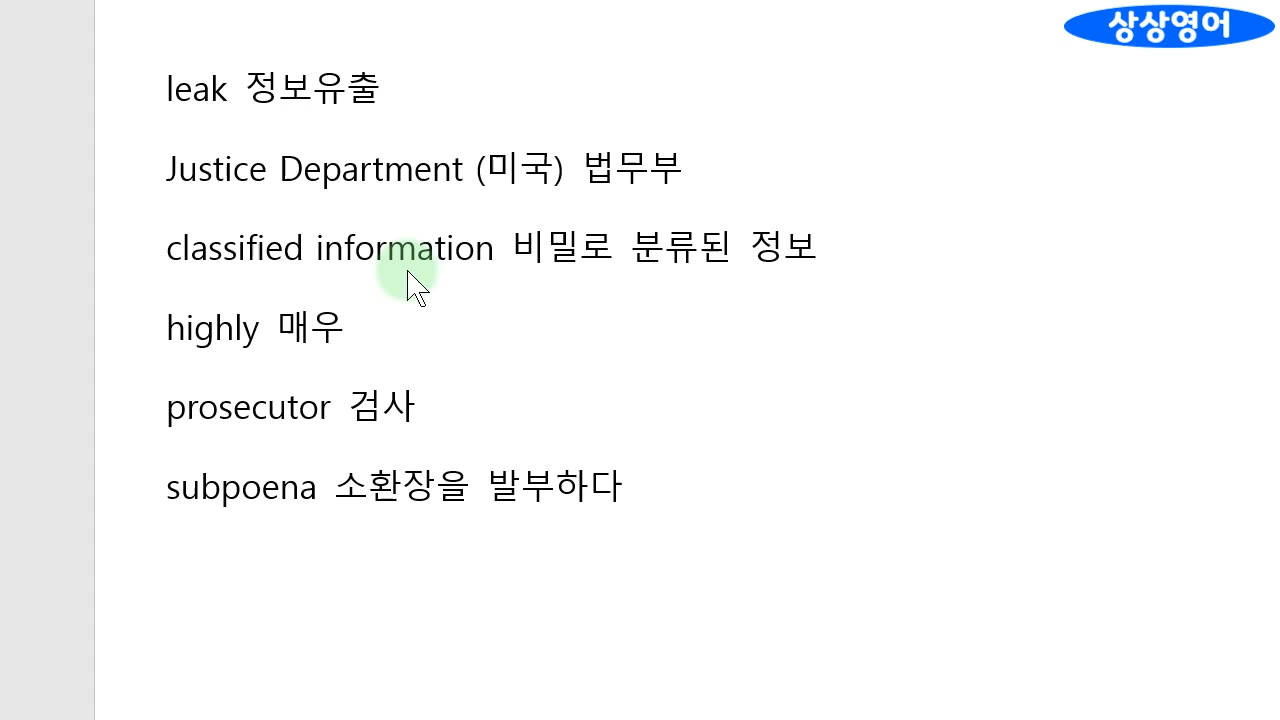 상상영어
leak 정보유출
Justice Department (미국) 법무부
classified information 비밀로 분류된 정보
highly 매우
prosecutor 검사
subpoena 소환장을 발부하다